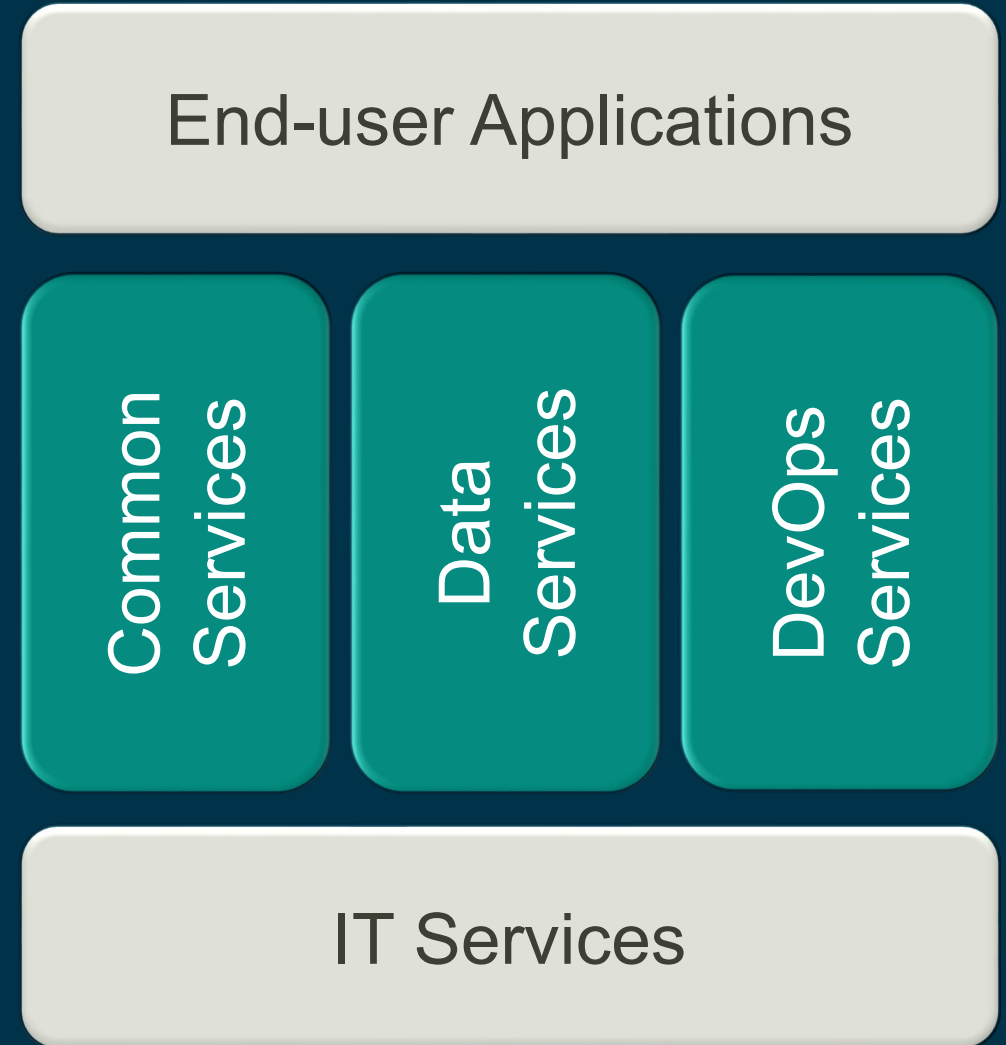 End-user Applications
Common
Services
Data
Services
DevOps
Services
IT Services